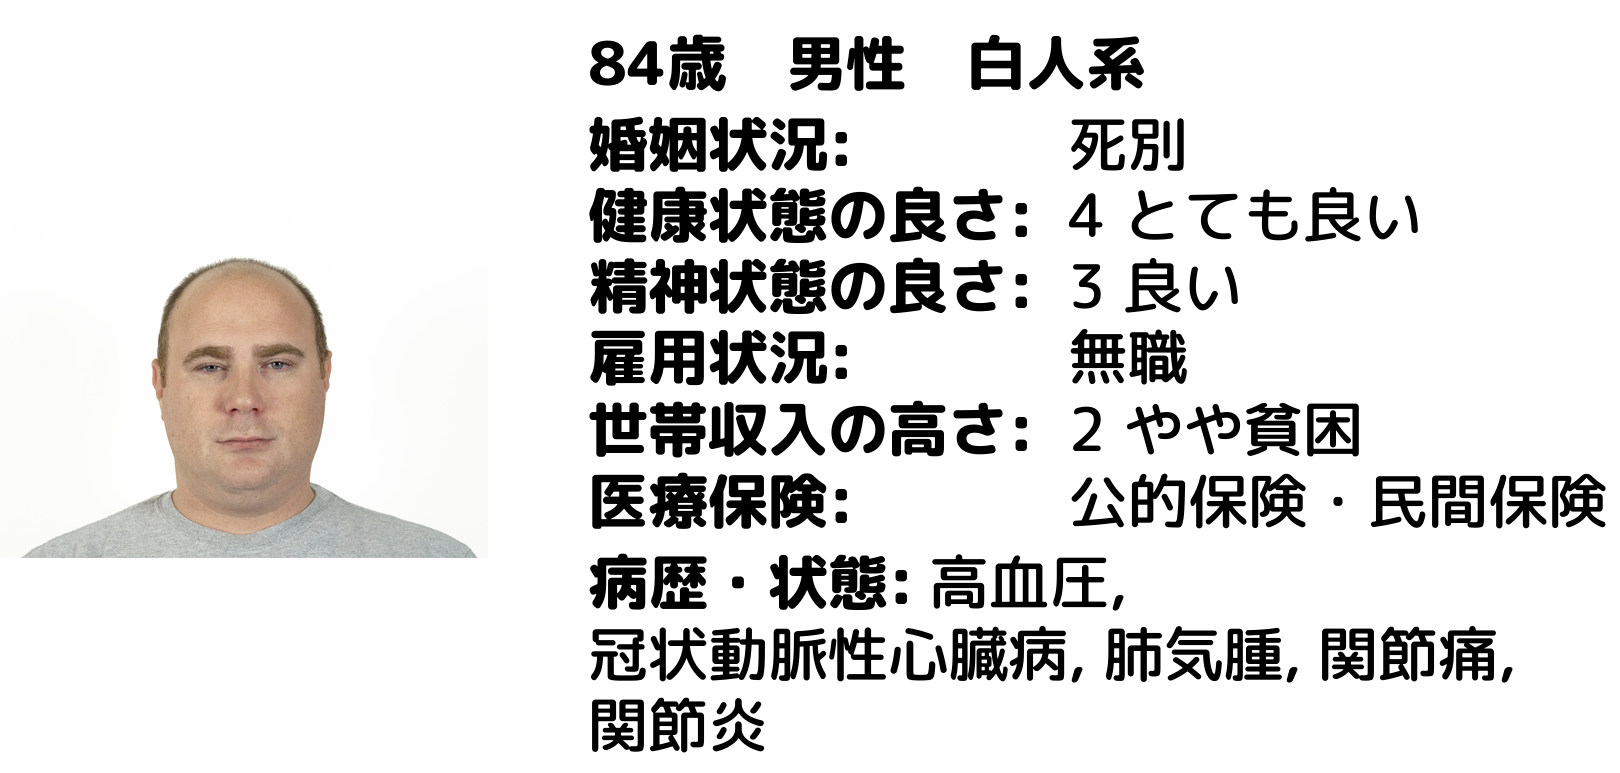 84歳　男性　白人系
婚姻状況: 死別
健康状態の良さ: 4 とても良い
精神状態の良さ: 3 良い
雇用状況: 無職
世帯収入の高さ: 2 やや貧困
医療保険: 公的保険・民間保険
病歴・状態: 高血圧,
冠状動脈性心臓病, 肺気腫, 関節痛,
関節炎